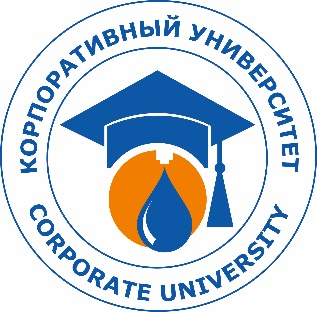 КОРПОРАТИВНЫЙ УНИВЕРСИТЕТ
CORPORATE UNIVERSITY